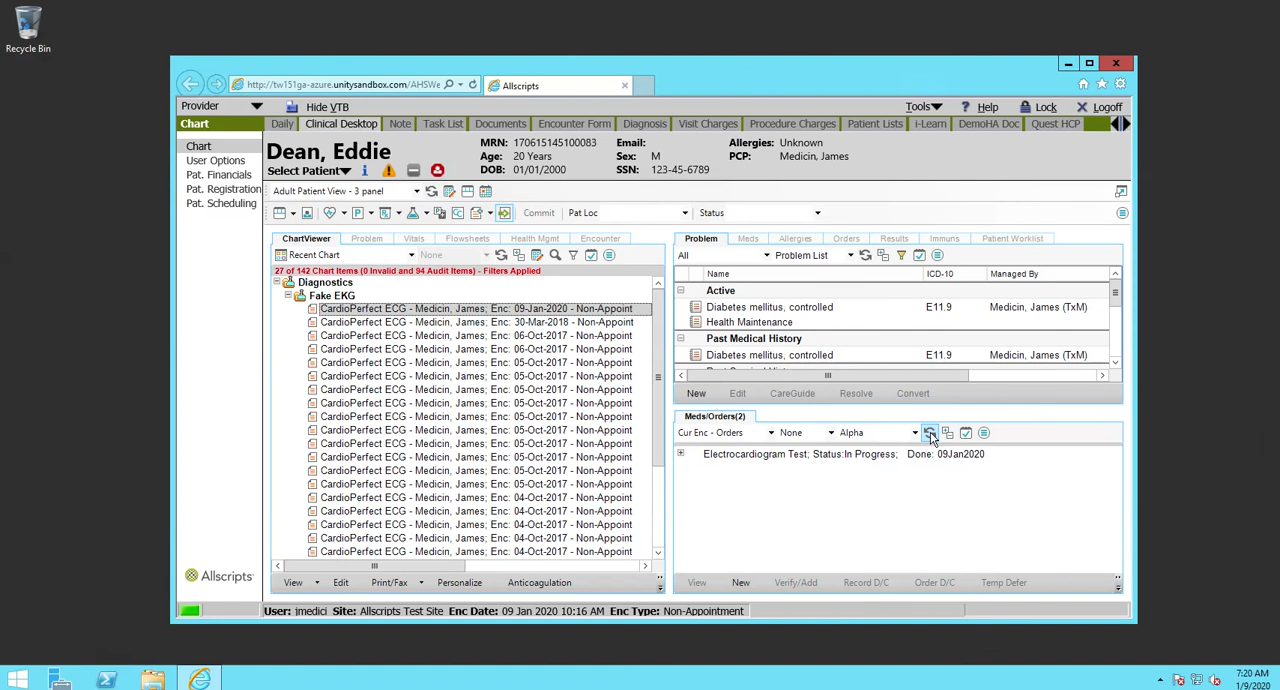 Recycle Bin
http://tw151ga-azure.unitysandbox.com/AHSWe
Allscripts
Provider
Hide VTB
Tools
? Help
Lock
Logoff
Chart
Daily
Clinical Desktop
Note
Task List
Documents
Encounter Form
Diagnosis
Visit Charges
Procedure Charges
Patient Lists
i-Learn
DemoHA Doc
Quest HCP
Chart
User Options
Pat. Financials
Pat. Registration
Pat. Scheduling
Dean, Eddie
Select Patient
MRN: 170615145100083
Age: 20 Years
DOB: 01/01/2000
Email:
Sex: M
SSN: 123-45-6789
Allergies: Unknown
PCP: Medicin, James
Adult Patient View - 3 panel
Commit
Pat Loc
Status
ChartViewer
Problem
Vitals
Flowsheets
Health Mgmt
Encounter
Recent Chart
None
27 of 142 Chart Items (0 Invalid and 94 Audit Items) - Filters Applied
Diagnostics
Fake EKG
CardioPerfect ECG - Medicin, James; Enc: 09-Jan-2020 - Non-Appoint
CardioPerfect ECG - Medicin, James; Enc: 30-Mar-2018 - Non-Appoint
CardioPerfect ECG - Medicin, James; Enc: 06-Oct-2017 - Non-Appoint
CardioPerfect ECG - Medicin, James; Enc: 06-Oct-2017 - Non-Appoint
CardioPerfect ECG - Medicin, James; Enc: 05-Oct-2017 - Non-Appoint
CardioPerfect ECG - Medicin, James; Enc: 05-Oct-2017 - Non-Appoint
CardioPerfect ECG - Medicin, James; Enc: 05-Oct-2017 - Non-Appoint
CardioPerfect ECG - Medicin, James; Enc: 05-Oct-2017 - Non-Appoint
CardioPerfect ECG - Medicin, James; Enc: 05-Oct-2017 - Non-Appoint
CardioPerfect ECG - Medicin, James; Enc: 05-Oct-2017 - Non-Appoint
CardioPerfect ECG - Medicin, James; Enc: 05-Oct-2017 - Non-Appoint
CardioPerfect ECG - Medicin, James; Enc: 05-Oct-2017 - Non-Appoint
CardioPerfect ECG - Medicin, James; Enc: 05-Oct-2017 - Non-Appoint
CardioPerfect ECG - Medicin, James; Enc: 05-Oct-2017 - Non-Appoint
CardioPerfect ECG - Medicin, James; Enc: 04-Oct-2017 - Non-Appoint
CardioPerfect ECG - Medicin, James; Enc: 04-Oct-2017 - Non-Appoint
CardioPerfect ECG - Medicin, James; Enc: 04-Oct-2017 - Non-Appoint
CardioPerfect ECG - Medicin, James; Enc: 04-Oct-2017 - Non-Appoint
CardioPerfect ECG - Medicin, James; Enc: 04-Oct-2017 - Non-Appoint
View
Edit
Print/Fax
Personalize
Anticoagulation
Problem
Meds
Allergies
Orders
Results
Immuns
Patient Worklist
All
Problem List
Name
ICD-10
Managed By
Active
Diabetes mellitus, controlled E11.9 Medicin, James (TxM)
Health Maintenance
Past Medical History
Diabetes mellitus, controlled E11.9 Medicin, James (TxM)
New
Edit
CareGuide
Resolve
Convert
Meds/Orders(2)
Cur Enc - Orders
None
Alpha
Electrocardiogram Test; Status:In Progress; Done: 09Jan2020
View
New
Verify/Add
Record D/C
Order D/C
Temp Defer
Allscripts
User: jmedici Site: Allscripts Test Site Enc Date: 09 Jan 2020 10:16 AM Enc Type: Non-Appointment
7:20 AM
1/9/2020